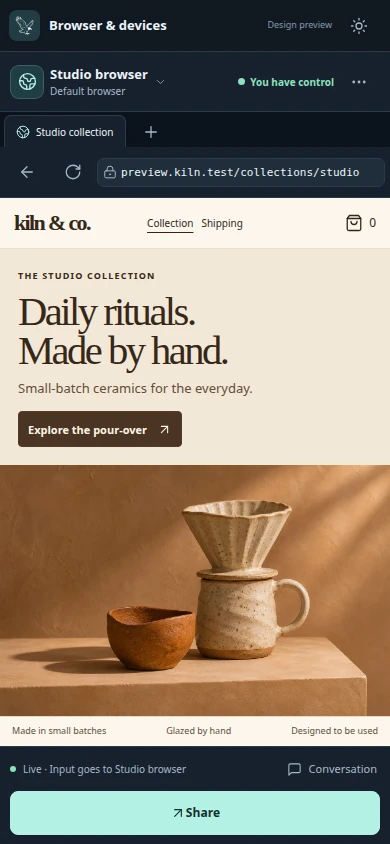 Browser & devices
Design preview
Studio browser
Default browser
You have control
Studio collection
preview.kiln.test/collections/studio
kiln & co.
Collection
Shipping
0
THE STUDIO COLLECTION
Daily rituals.
Made by hand.
Small-batch ceramics for the everyday.
Explore the pour-over
Made in small batches
Glazed by hand
Designed to be used
Live · Input goes to Studio browser
Conversation
Share